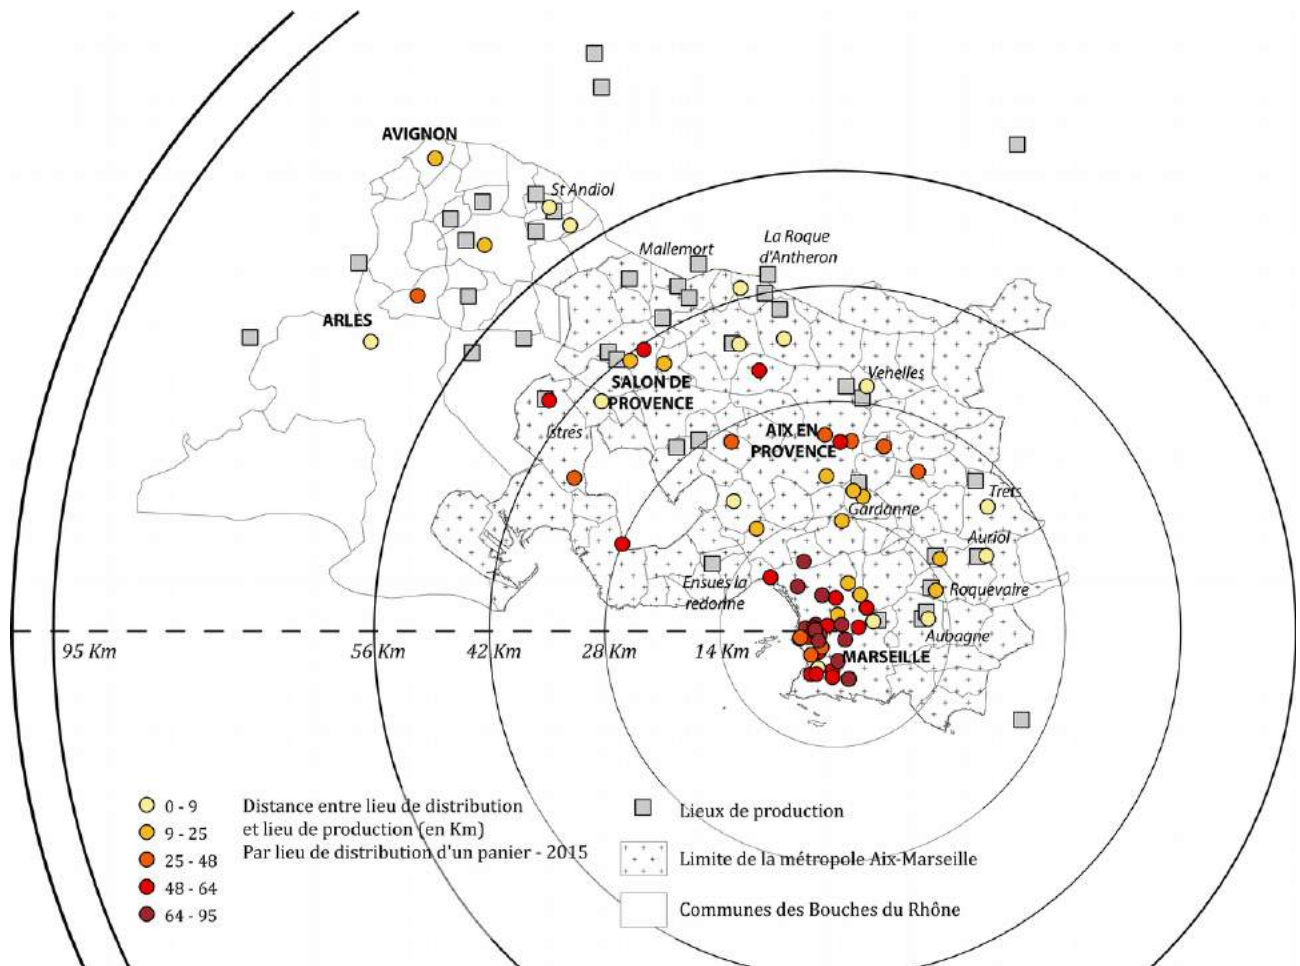 AVIGNON
St Andiol
Mallemort
La Roque
d'Antheron
ARLES
SALON DE
PROVENCE
Venelles
Istres
AIX EN
PROVENCE
Trets
Gardanne
Auriol
Ensues la
redonne
Roquevaire
Aubagne
95 Km
56 Km
42 Km
28 Km
14 Km
MARSEILLE
0 - 9
9 - 25
25 - 48
48 - 64
64 - 95
Distance entre lieu de distribution
et lieu de production (en Km)
Par lieu de distribution d'un panier - 2015
Lieux de production
Limite de la métropole Aix-Marseille
Communes des Bouches du Rhône